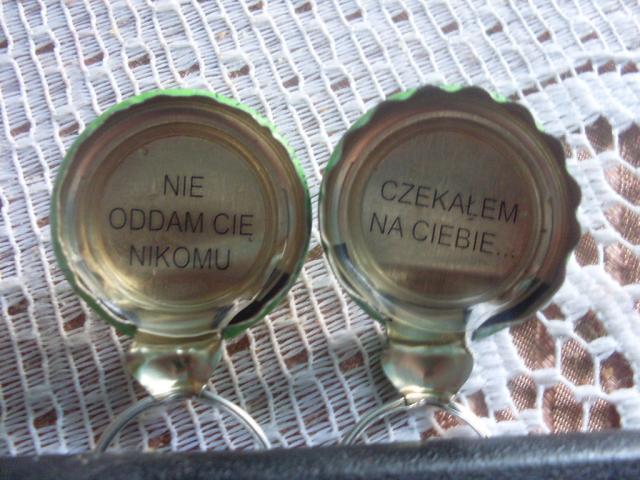 NIE
ODDAM CIĘ
NIKOMU
CZEKAŁEM
NA CIEBIE...